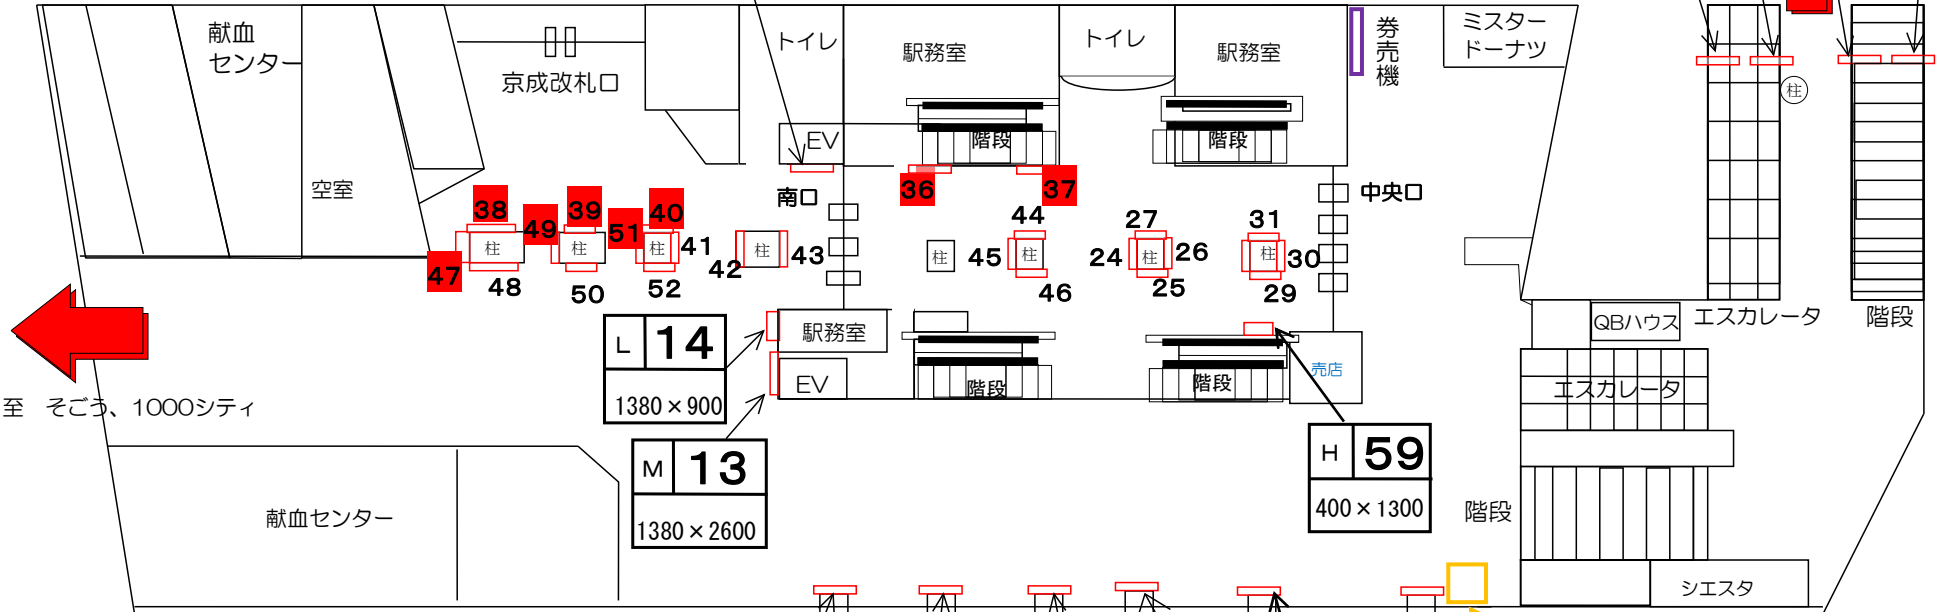 献血
センター
京成改札口
空室
トイレ
駅務室
トイレ
駅務室
券売機
ミスター
ドーナツ
柱
EV
階段
階段
南口
中央口
36
37
38
39
40
49
51
47
柱
柱
柱
41
42
柱
43
48
50
52
柱
45
44
柱
46
27
24
柱
26
25
31
柱
30
29
L 14
1380×900
M 13
1380×2600
駅務室
EV
階段
階段
売店
H 59
400×1300
QBハウス
エスカレータ
階段
エスカレータ
階段
シエスタ
至 そごう、1000シティ
献血センター